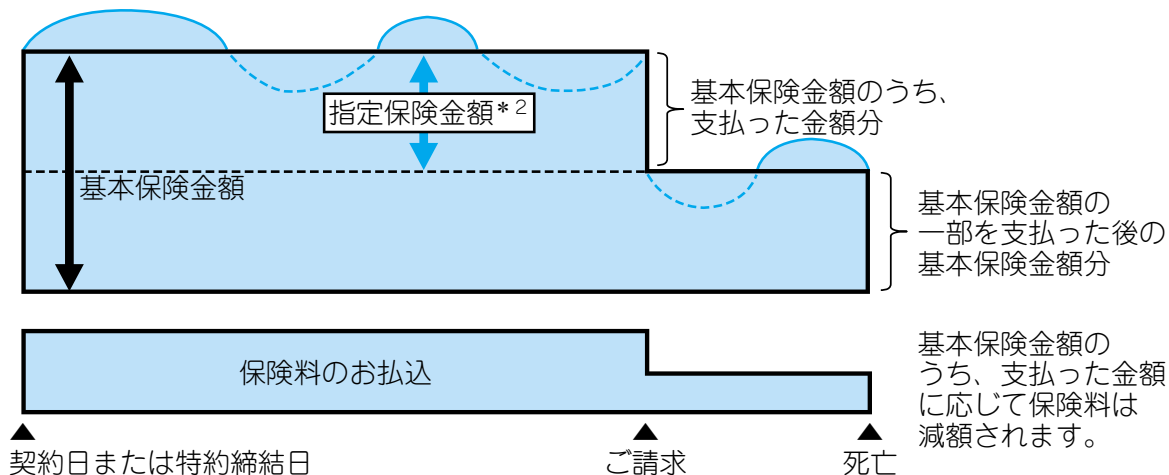 指定保険金額*2
基本保険金額のうち、
支払った金額分
基本保険金額
基本保険金額の
一部を支払った後の
基本保険金額分
保険料のお払込
基本保険金額の
うち、支払った金額
に応じて保険料は
減額されます。
契約日または特約締結日
ご請求
死亡